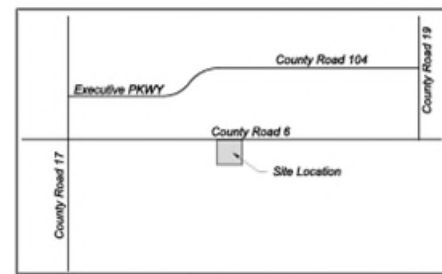 County Road 19
County Road 104
Executive PKWY
County Road 6
Site Location
County Road 17